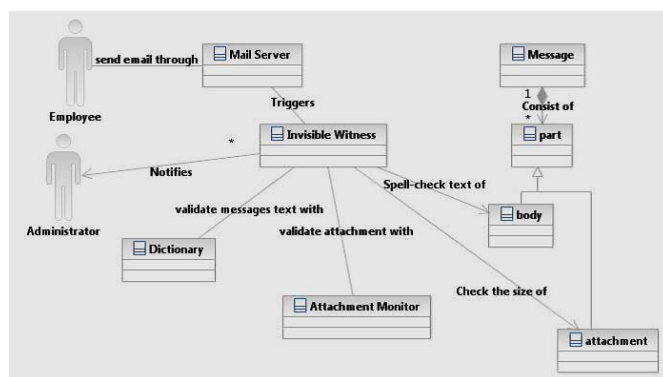 send email through
Mail Server
Message
Employee
Triggers
1
Consist of
*
part
Invisible Witness
*
Notifies
Administrator
Spell-check text of
validate messages text with
body
validate attachment with
Dictionary
Check the size of
Attachment Monitor
attachment